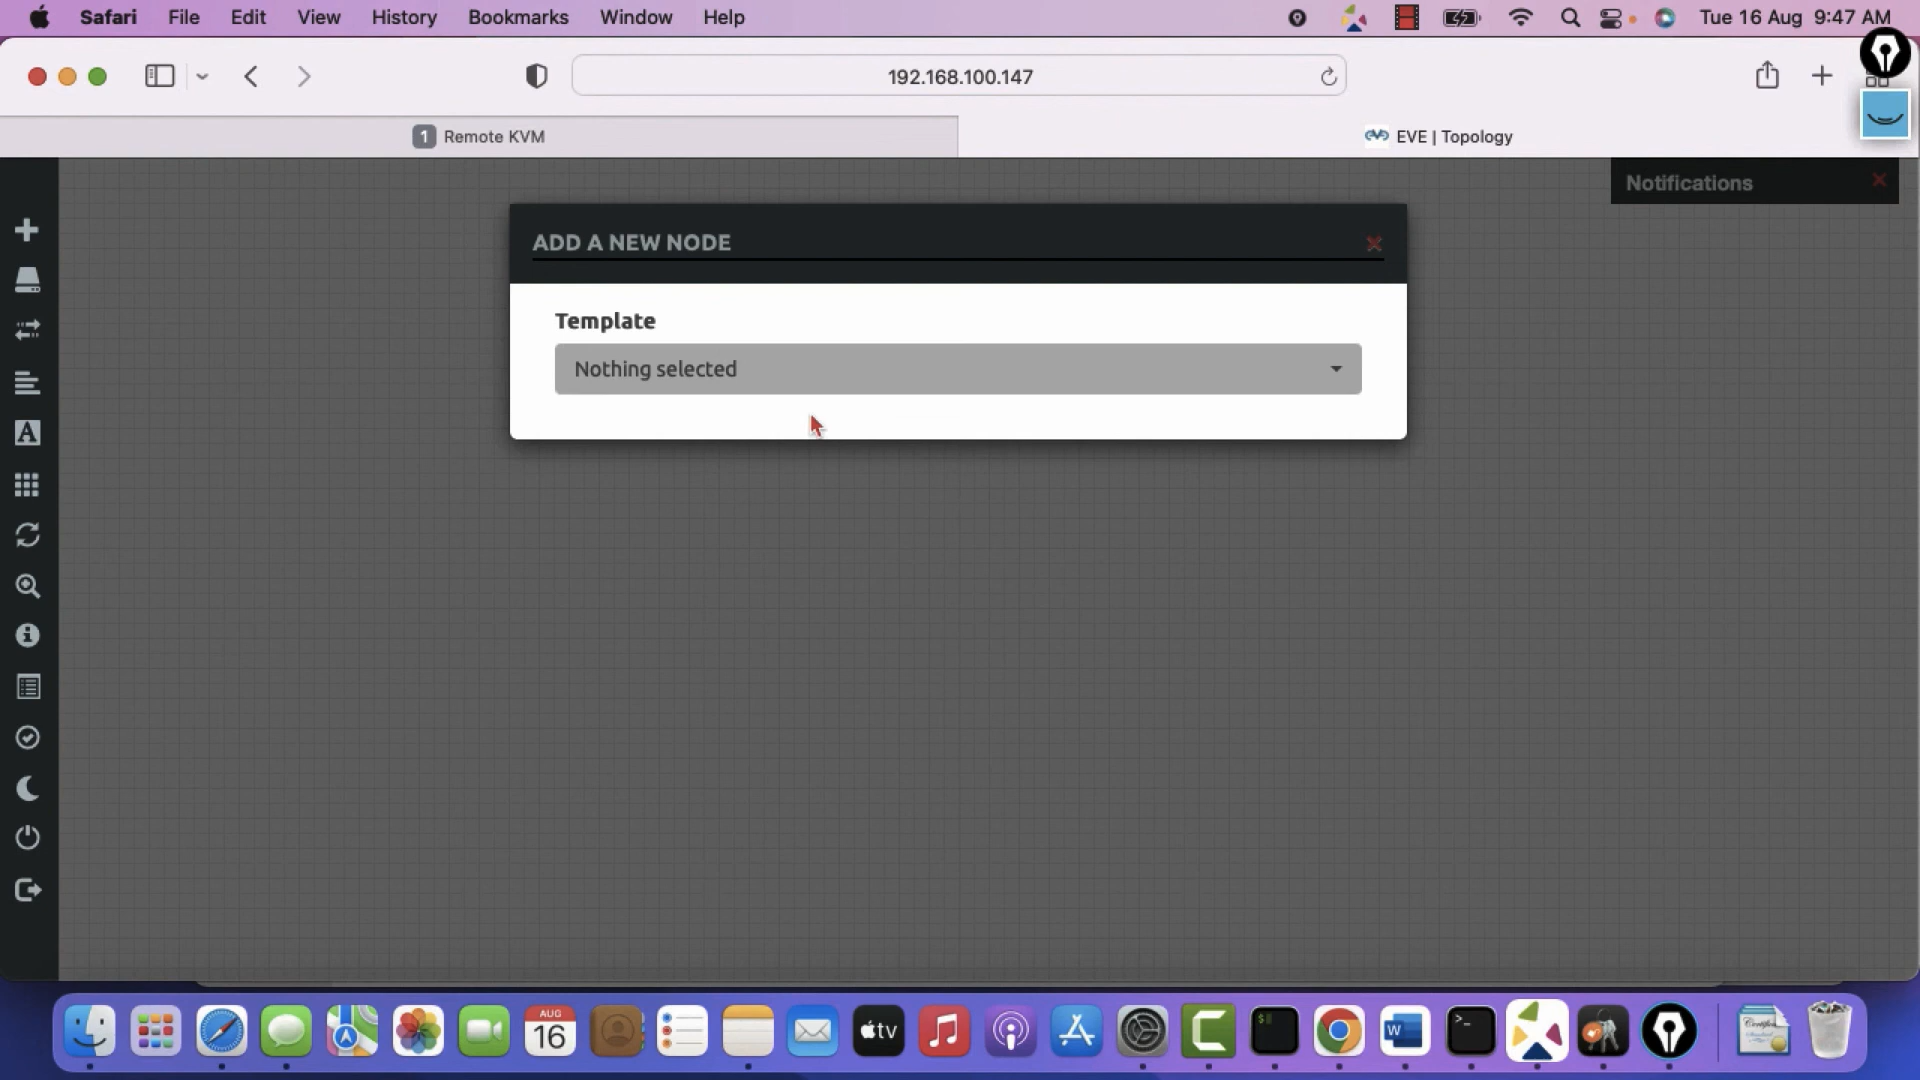 Safari File Edit View History Bookmarks Window Help Tue 16 Aug 9:47 AM
192.168.100.147
1 Remote KVM
EVE | Topology
Notifications
ADD A NEW NODE
Template
Nothing selected
A
AUG
16
tv
$
W
>_